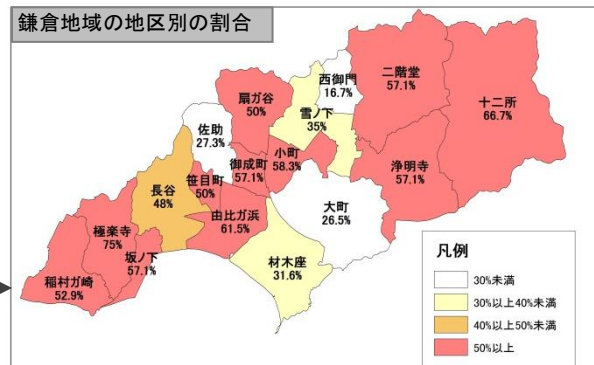 鎌倉地域の地区別の割合
西御門
16.7%
二階堂
57.1%
十二所
66.7%
扇ガ谷
50%
雪ノ下
35%
佐助
27.3%
御成町
57.1%
小町
58.3%
浄明寺
57.1%
長谷
48%
笹目町
50%
由比ガ浜
61.5%
大町
26.5%
極楽寺
75%
坂ノ下
57.1%
材木座
31.6%
稲村ガ崎
52.9%
凡例
30%未満
30%以上40%未満
40%以上50%未満
50%以上